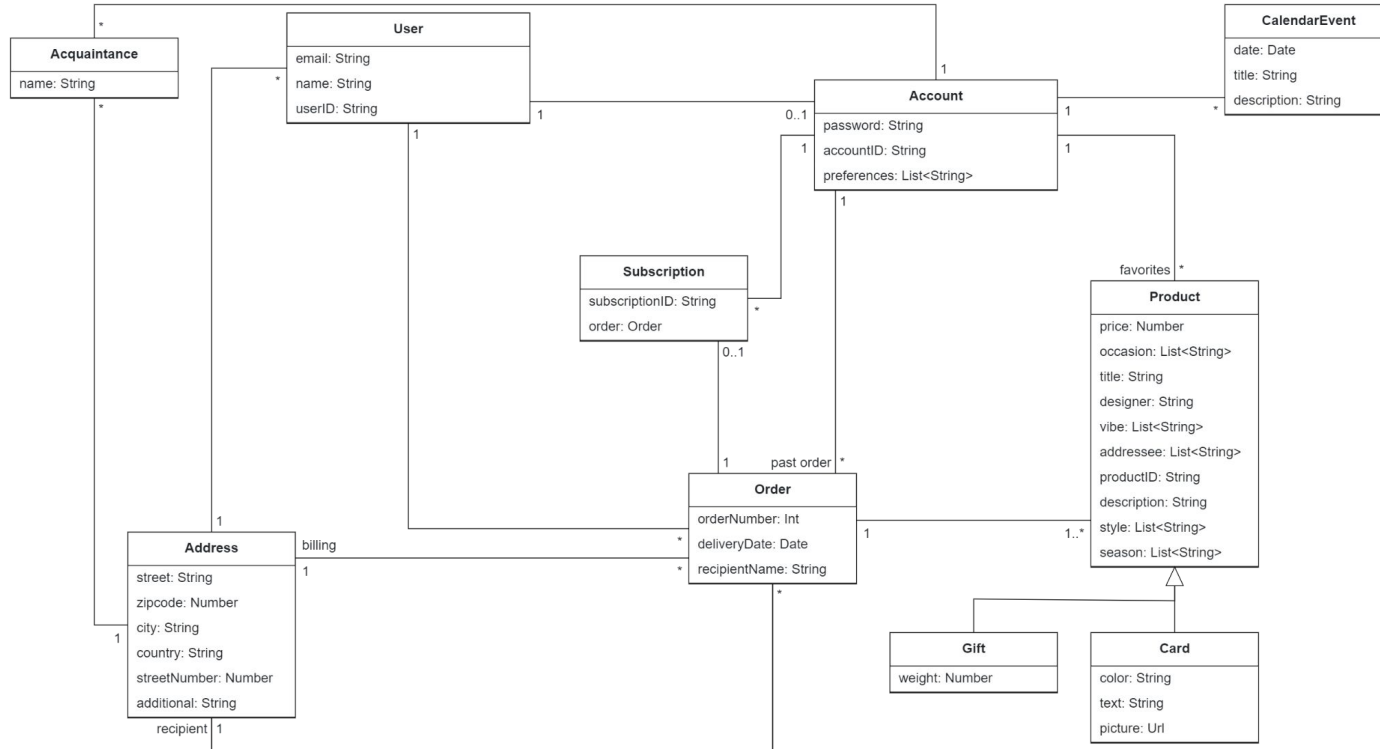 Acquaintance
name: String
*
*
User
email: String
name: String
userID: String
*
1
1
Account
password: String
accountID: String
preferences: List<String>
1
0..1
1
1
1
1
CalendarEvent
date: Date
title: String
description: String
*
Subscription
subscriptionID: String
order: Order
*
0..1
favorites *
Product
price: Number
occasion: List<String>
title: String
designer: String
vibe: List<String>
addressee: List<String>
productID: String
description: String
style: List<String>
season: List<String>
1..*
1
past order *
Order
orderNumber: Int
deliveryDate: Date
recipientName: String
1
*
*
*
1
Address
street: String
zipcode: Number
city: String
country: String
streetNumber: Number
additional: String
billing
1
1
recipient 1
Gift
weight: Number
Card
color: String
text: String
picture: Url